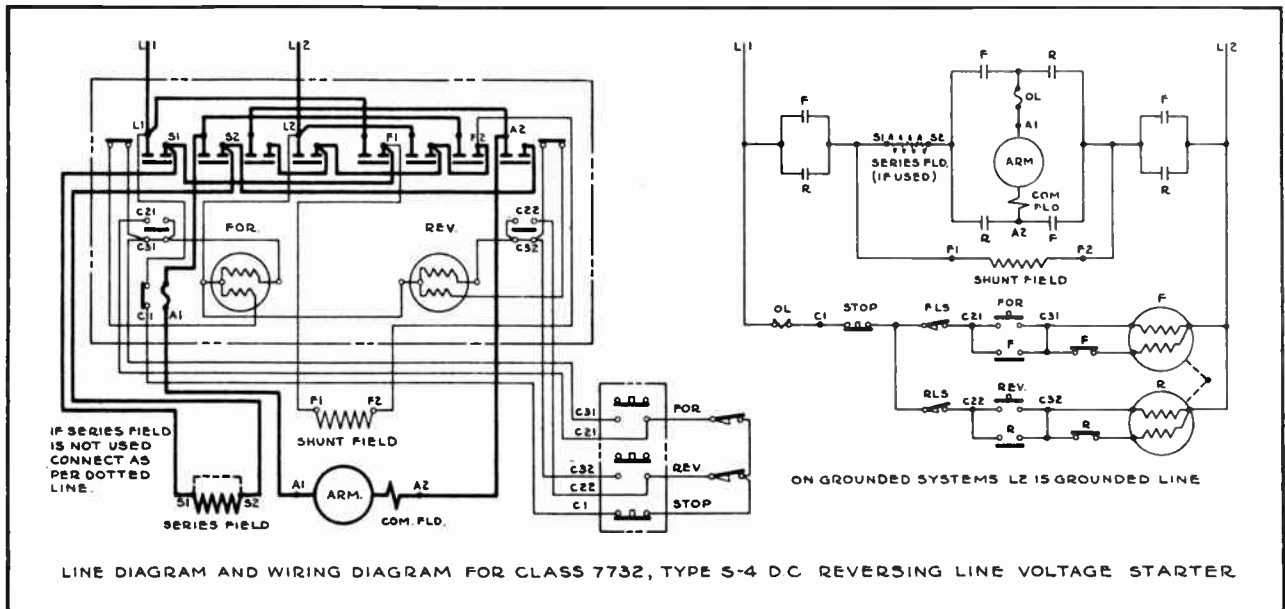 L1
L2
L1
S1
S2
L2
F1
F2
A2
C21
C31
FOR.
REV.
C22
C32
C1
A1
F1
F2
SHUNT FIELD
IF SERIES FIELD
IS NOT USED
CONNECT AS
PER DOTTED
LINE.
S1
S2
SERIES FIELD
A1
ARM.
A2
COM. FLD.
C31
FOR
C21
C32
REV.
C22
C1
STOP
L1
L2
F
R
OL
F
F
A1
S1
S2
SERIES FLD.
(IF USED)
ARM
R
R
COM
FLD
R
A2
F
F1
F2
SHUNT FIELD
OL
C1
STOP
FLS
C21
FOR
C31
F
F
F
RLS
C22
REV.
C32
R
R
R
ON GROUNDED SYSTEMS L2 IS GROUNDED LINE
LINE DIAGRAM AND WIRING DIAGRAM FOR CLASS 7732, TYPE S-4 D.C REVERSING LINE VOLTAGE STARTER